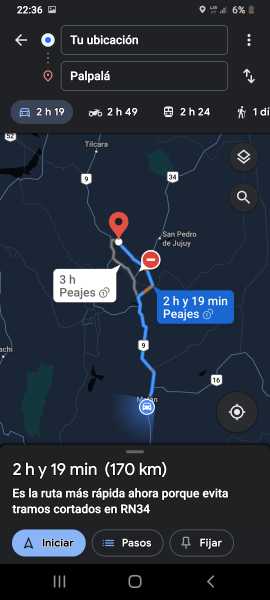 22:36
6%
Tu ubicación
Palpalá
2 h 19
2 h 49
2 h 24
1 dí
52
Tilcara
9
34
San Pedro
de Jujuy
3 h
Peajes
2 h y 19 min
Peajes
9
achi
16
2 h y 19 min (170 km)
Es la ruta más rápida ahora porque evita
tramos cortados en RN34
Iniciar
Pasos
Fijar